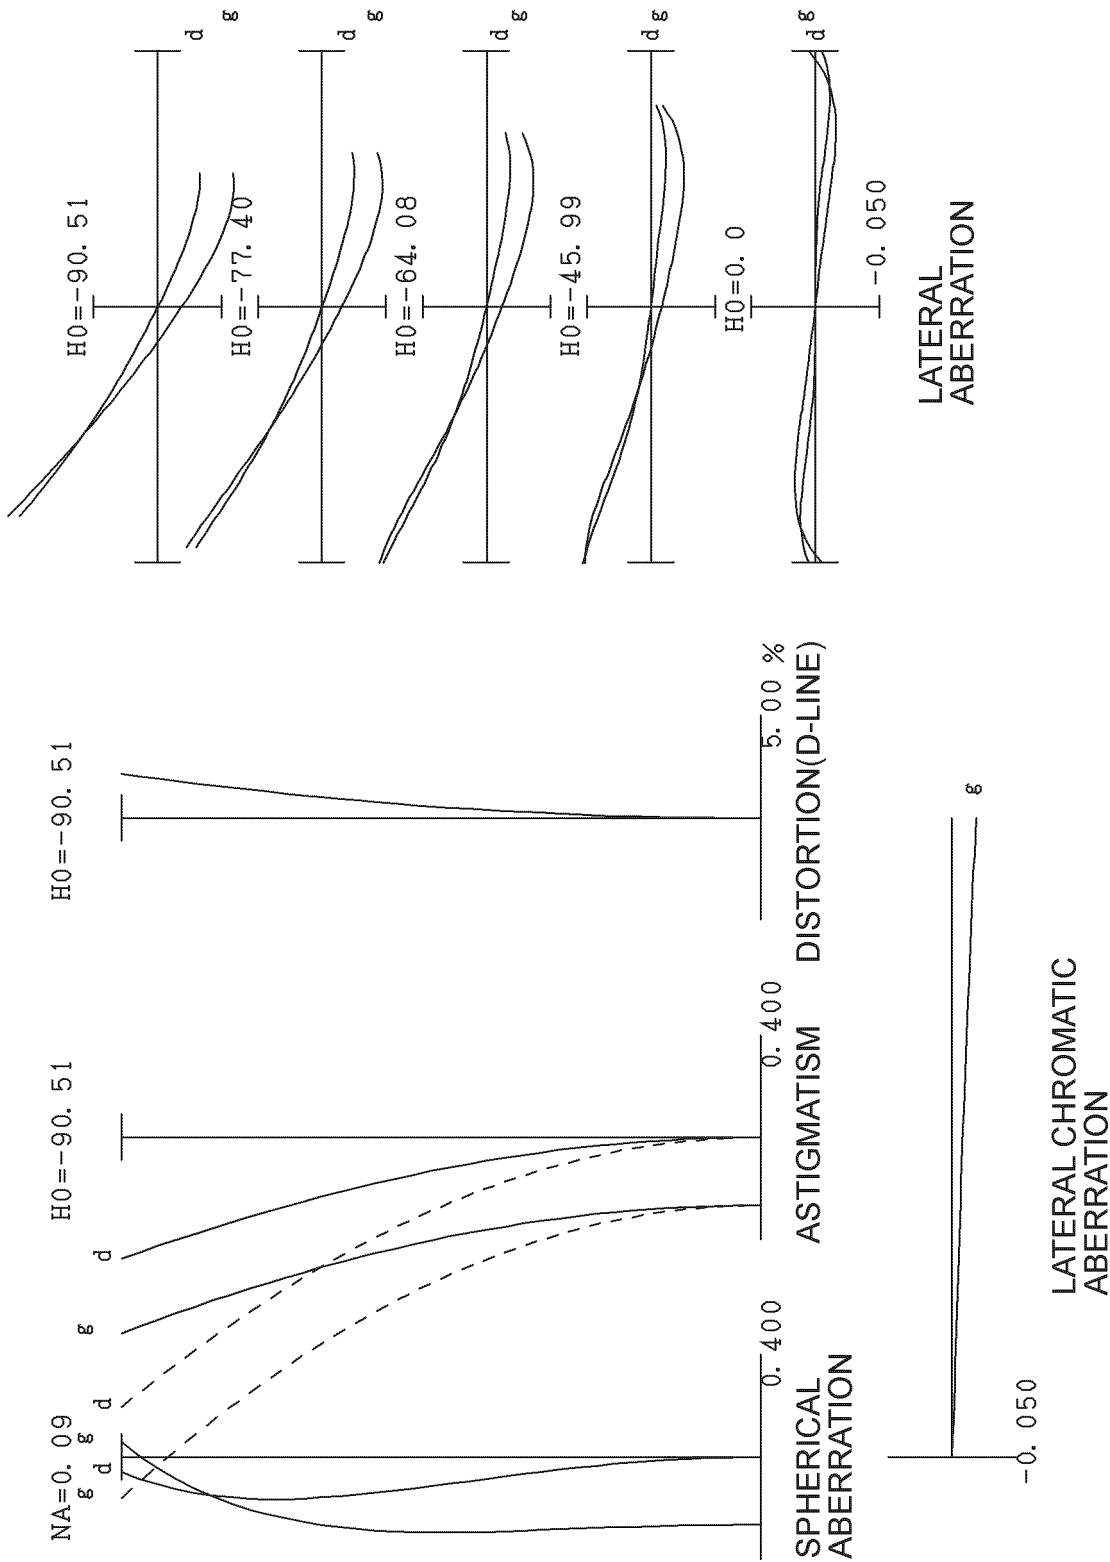 NA=0. 09
g d g
SPHERICAL
ABERRATION
0. 400
H0=-90. 51
d g d
ASTIGMATISM
0. 400
H0=-90. 51
DISTORTION(D-LINE)
5. 00 %
H0=-90. 51
d g
H0=-77. 40
d g
H0=-64. 08
d g
H0=-45. 99
d g
H0=0. 0
d g
-0. 050
LATERAL
ABERRATION
g
-0. 050
LATERAL CHROMATIC
ABERRATION